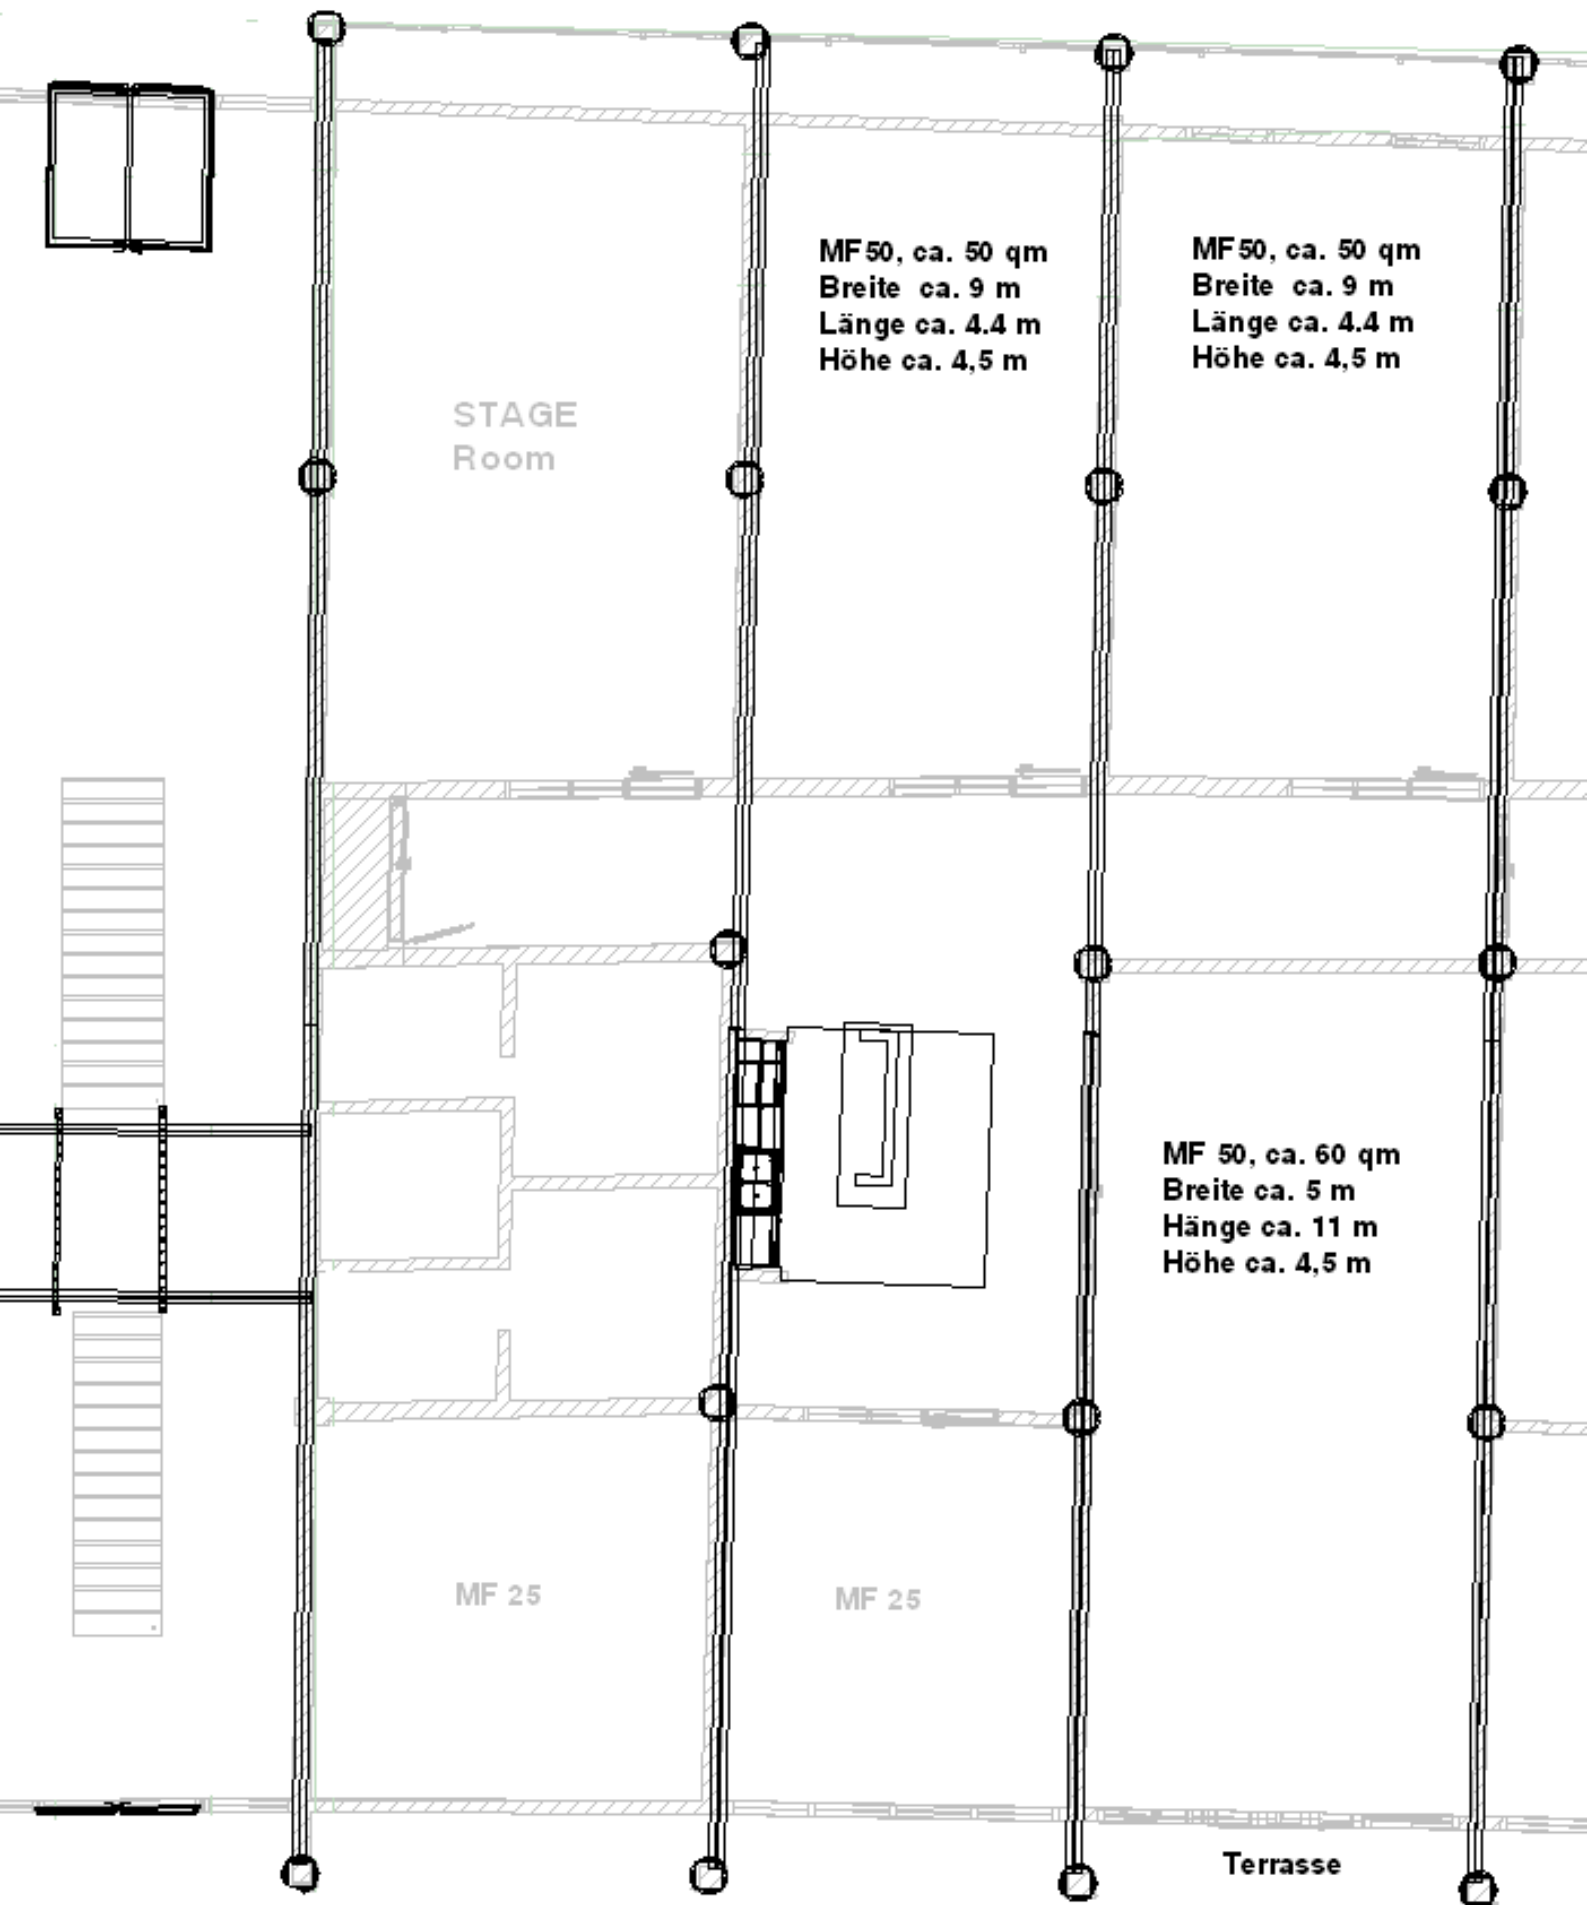 MF50, ca. 50 qm
Breite ca. 9 m
Länge ca. 4.4 m
Höhe ca. 4,5 m
MF50, ca. 50 qm
Breite ca. 9 m
Länge ca. 4.4 m
Höhe ca. 4,5 m
STAGE
Room
MF 50, ca. 60 qm
Breite ca. 5 m
Hänge ca. 11 m
Höhe ca. 4,5 m
MF 25
MF 25
Terrasse